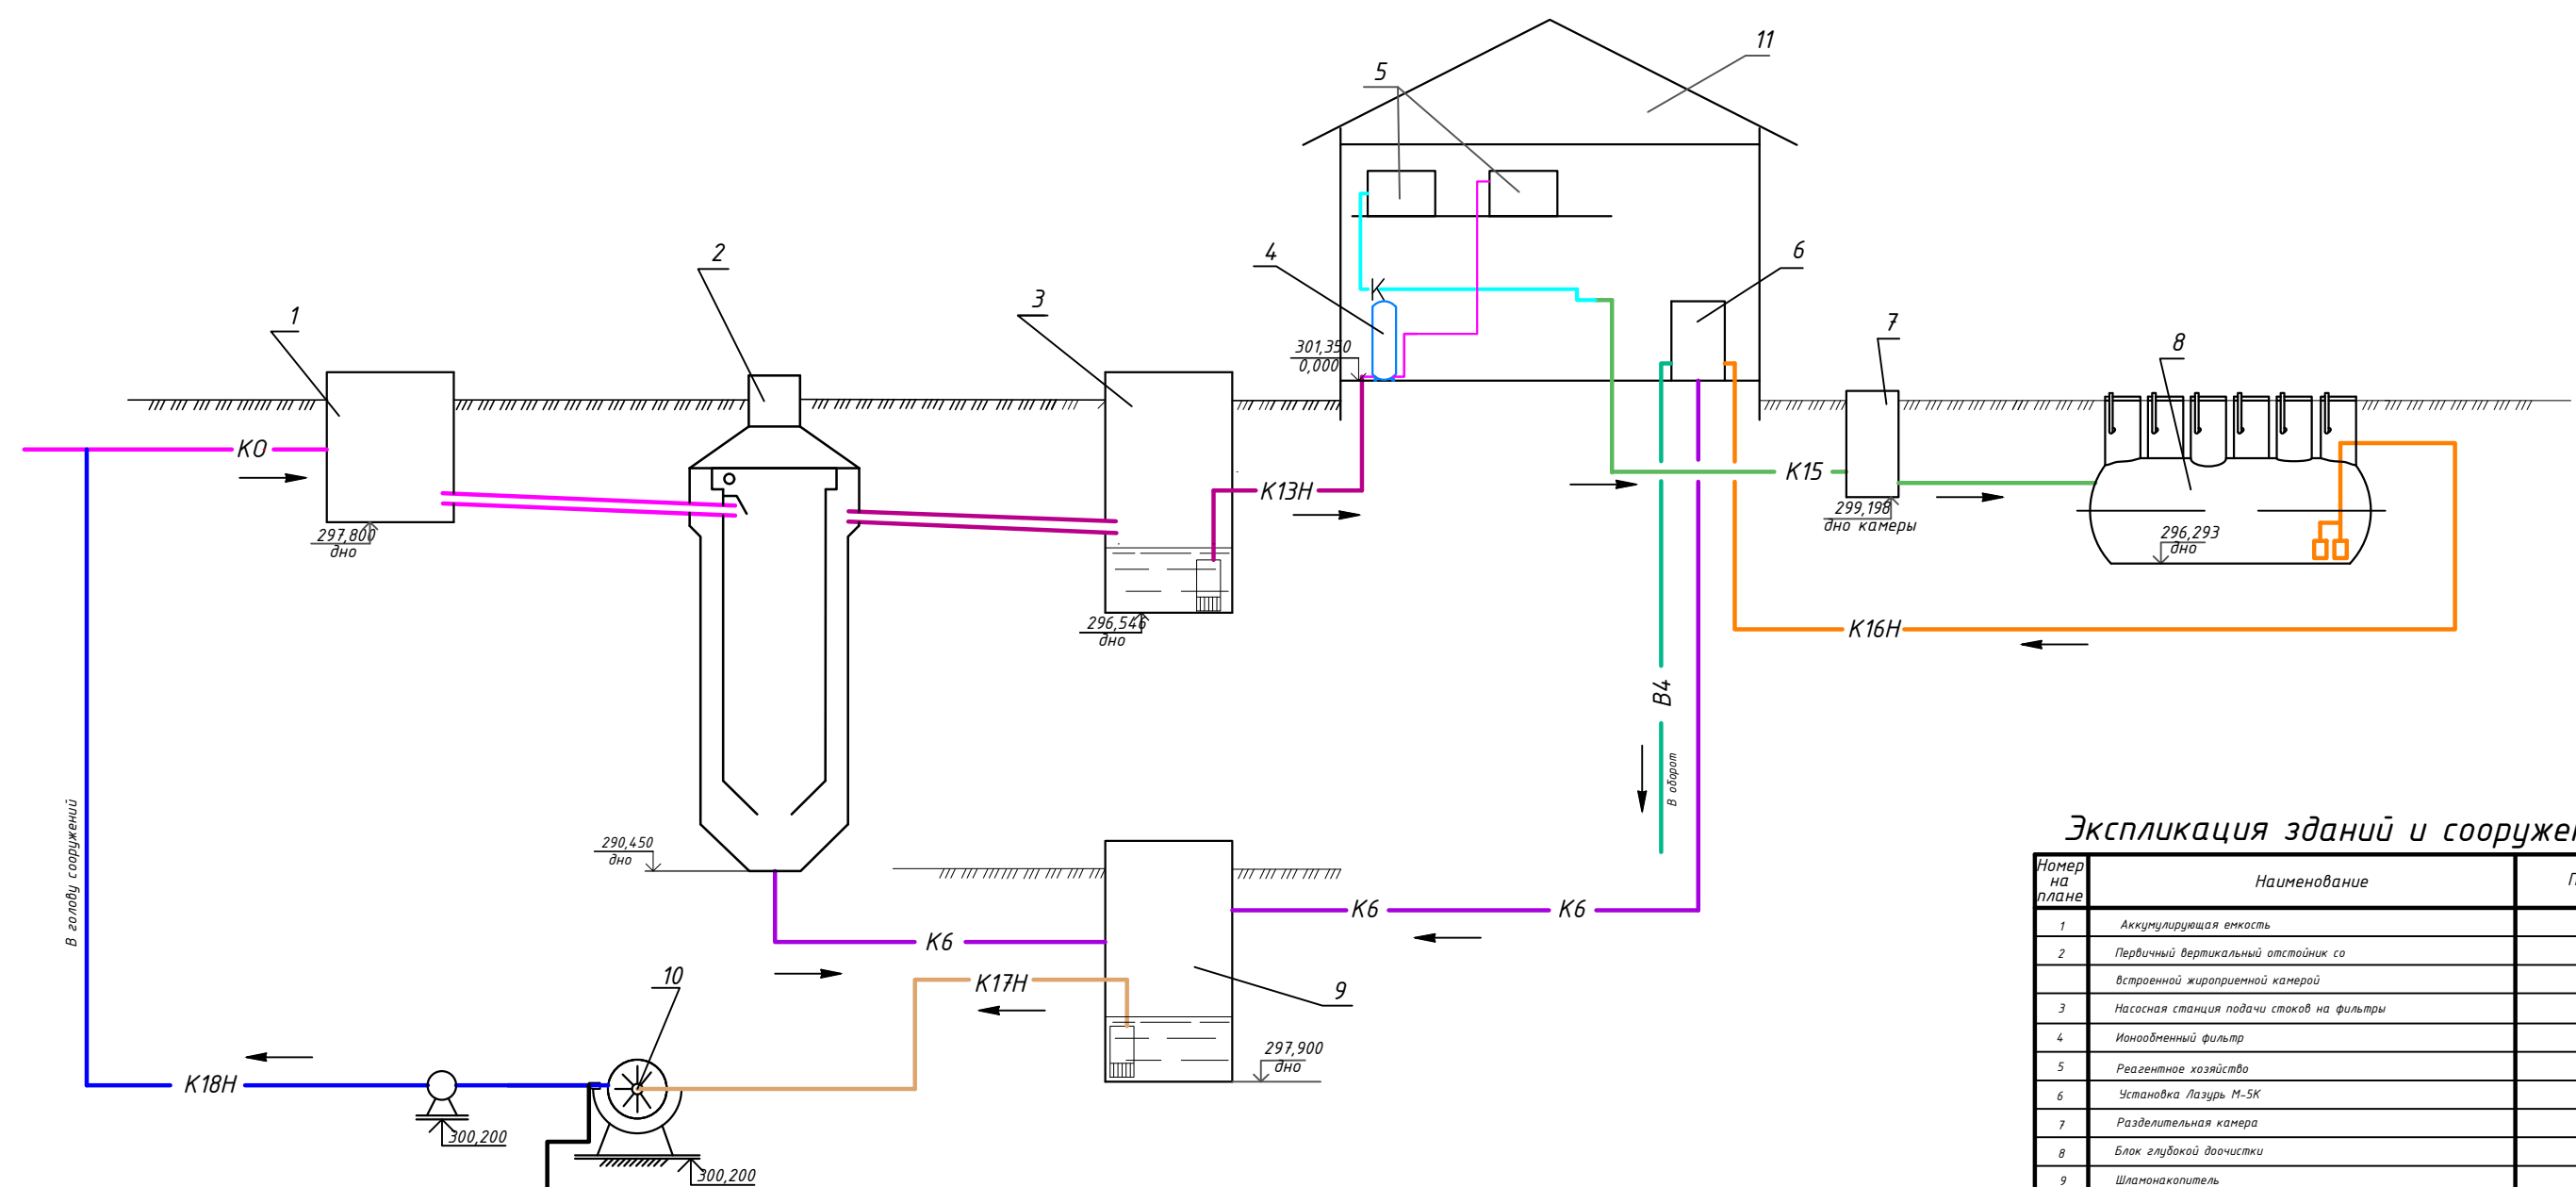 11
5
2
4
6
3
1
7
8
301,350
0,000
К0
К13Н
К15
297,800
дно
299,198
дно камеры
296,293
дно
296,546
дно
К16Н
В4
В оборот
В голову сооружений
290,450
дно
К6
К6
К6
К17Н
10
9
297,900
дно
К18Н
300,200
300,200
Экспликация зданий и сооруже
Номер
на
плане
Наименование
1 Аккумулирующая емкость
2 Первичный вертикальный отстойник со
встроенной жироприемной камерой
3 Насосная станция подачи стоков на фильтры
4 Ионообменный фильтр
5 Реагентное хозяйство
6 Установка Лазурь М-5К
7 Разделительная камера
8 Блок глубокой доочистки
9 Шламонакопитель